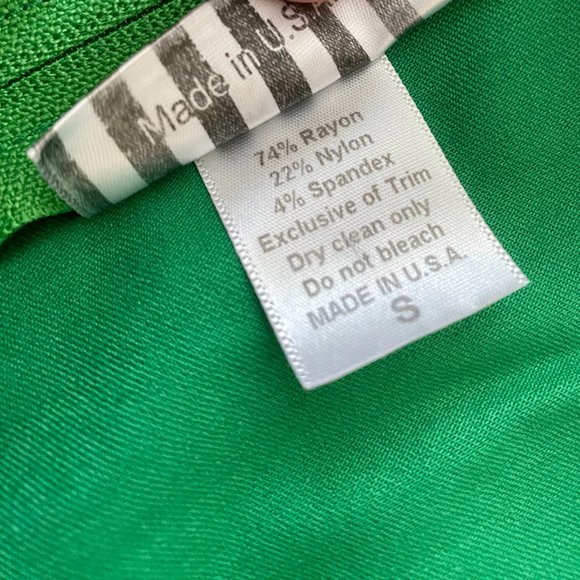 Made in U.S.A.
74% Rayon
22% Nylon
4% Spandex
Exclusive of Trim
Dry clean only
Do not bleach
MADE IN U.S.A.
S